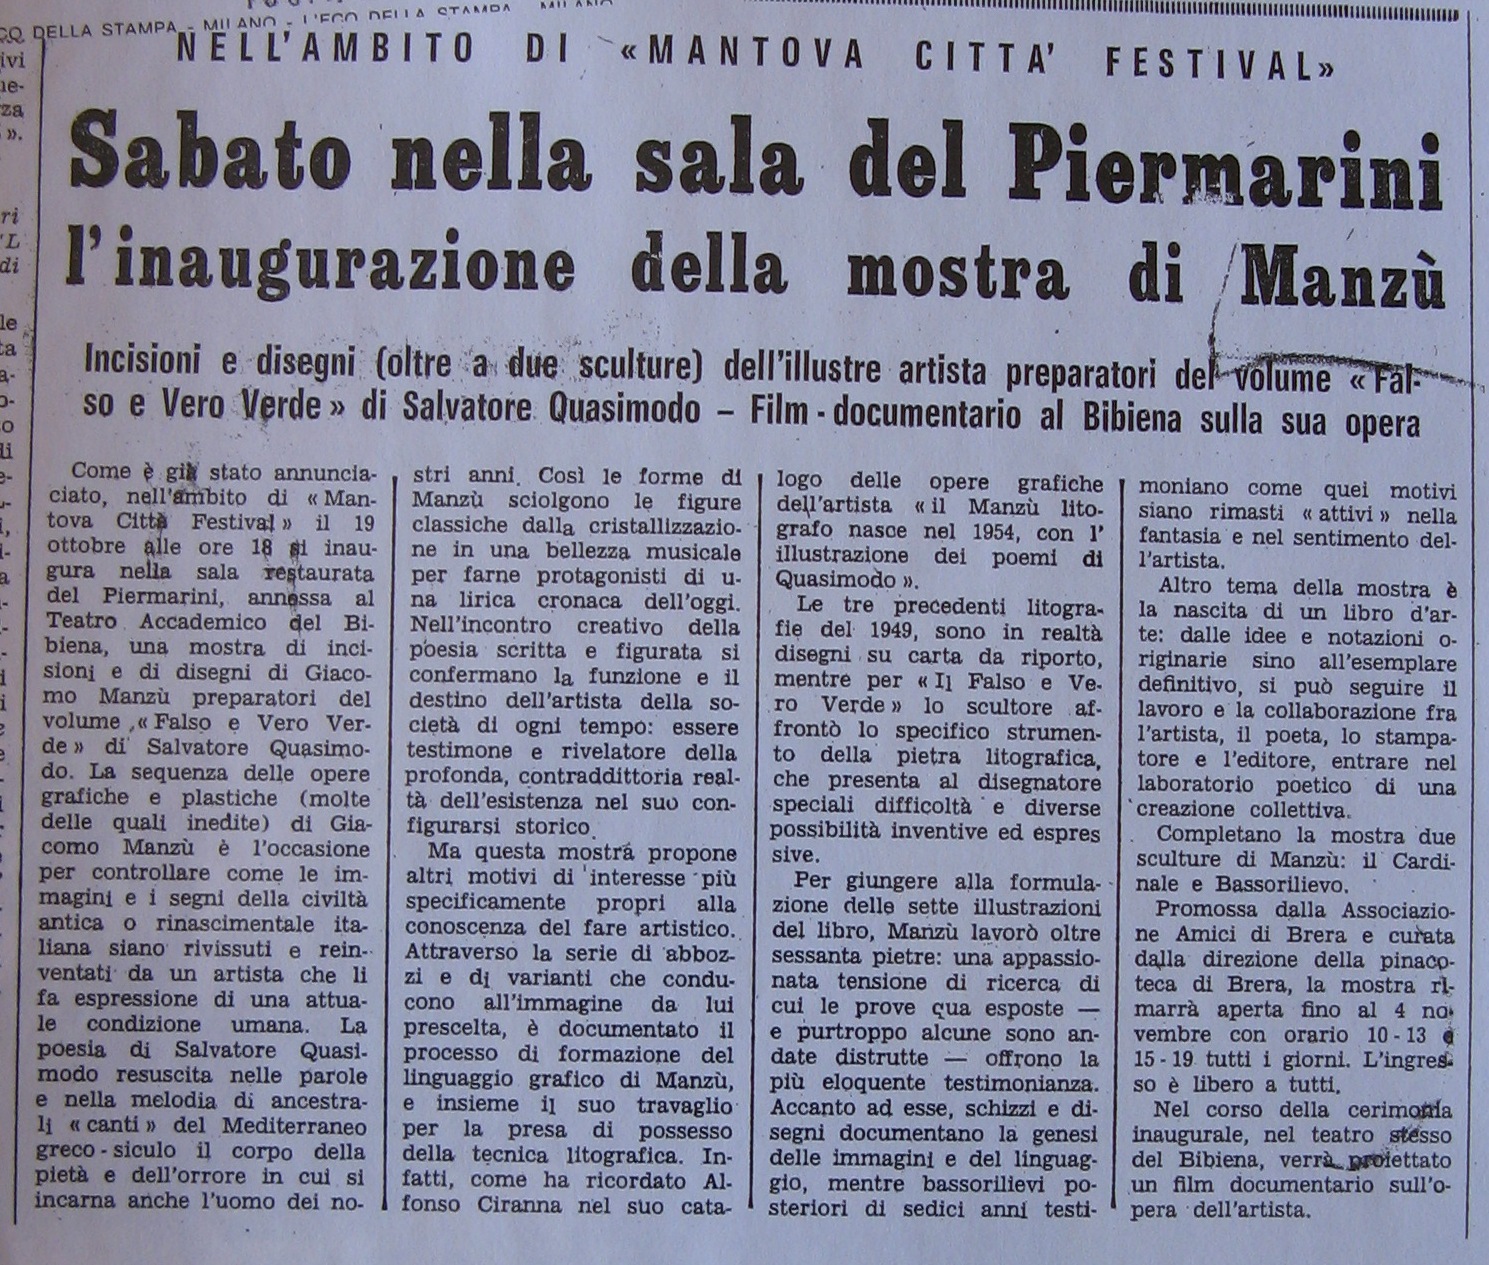 CO DELLA STAMPA - MILANO - L'ECO DELLA STAMPA - MILANO
NELL'AMBITO DI «MANTOVA CITTA' FESTIVAL»
Sabato nella sala del Piermarini
l'inaugurazione della mostra di Manzù
Incisioni e disegni (oltre a due sculture) dell'illustre artista preparatori del volume «Fal-
so e Vero Verde» di Salvatore Quasimodo – Film-documentario al Bibiena sulla sua opera
Come è già stato annuncia-
ciato, nell'ambito di «Man-
tova Città Festival» il 19
ottobre alle ore 18 si inau-
gura nella sala restaurata
del Piermarini, annessa al
Teatro Accademico del Bi-
biena, una mostra di inci-
sioni e di disegni di Giaco-
mo Manzù preparatori del
volume «Falso e Vero Ver-
de» di Salvatore Quasimo-
do. La sequenza delle opere
grafiche e plastiche (molte
delle quali inedite) di Gia-
como Manzù è l'occasione
per controllare come le im-
magini e i segni della civiltà
antica o rinascimentale ita-
liana siano rivissuti e rein-
ventati da un artista che li
fa espressione di una attua-
le condizione umana. La
poesia di Salvatore Quasi-
modo resuscita nelle parole
e nella melodia di ancestra-
li «canti» del Mediterraneo
greco-siculo il corpo della
pietà e dell'orrore in cui si
incarna anche l'uomo dei no-
stri anni. Così le forme di
Manzù sciolgono le figure
classiche dalla cristallizzazio-
ne in una bellezza musicale
per farne protagonisti di u-
na lirica cronaca dell'oggi.
Nell'incontro creativo della
poesia scritta e figurata si
confermano la funzione e il
destino dell'artista della so-
cietà di ogni tempo: essere
testimone e rivelatore della
profonda, contraddittoria real-
tà dell'esistenza nel suo con-
figurarsi storico.
Ma questa mostra propone
altri motivi di interesse più
specificamente propri alla
conoscenza del fare artistico.
Attraverso la serie di aboz-
zi e di varianti che condu-
cono all'immagine da lui
prescelta, è documentato il
processo di formazione del
linguaggio grafico di Manzù,
e insieme il suo travaglio
per la presa di possesso
della tecnica litografica. In-
fatti, come ha ricordato Al-
fonso Ciranna nel suo cata-
logo delle opere grafiche
dell'artista «il Manzù lito-
grafo nasce nel 1954, con l'
illustrazione dei poemi di
Quasimodo».
Le tre precedenti litogra-
fie del 1949, sono in realtà
disegni su carta da riporto,
mentre per «Il Falso e Ve-
ro Verde» lo scultore af-
frontò lo specifico strumen-
to della pietra litografica,
che presenta al disegnatore
speciali difficoltà e diverse
possibilità inventive ed espres
sive.
Per giungere alla formula-
zione delle sette illustrazioni
del libro, Manzù lavorò oltre
sessanta pietre: una appassio-
nata tensione di ricerca di
cui le prove qua esposte —
e purtroppo alcune sono an-
date distrutte — offrono la
più eloquente testimonianza.
Accanto ad esse, schizzi e di-
segni documentano la genesi
delle immagini e del linguag-
gio, mentre bassorilievi po-
steriori di sedici anni testi-
moniano come quei motivi
siano rimasti «attivi» nella
fantasia e nel sentimento del-
l'artista.
Altro tema della mostra è
la nascita di un libro d'ar-
te: dalle idee e notazioni o-
riginarie sino all'esemplare
definitivo, si può seguire il
lavoro e la collaborazione fra
l'artista, il poeta, lo stampa-
tore e l'editore, entrare nel
laboratorio poetico di una
creazione collettiva.
Completano la mostra due
sculture di Manzù: il Cardi-
nale e Bassorilievo.
Promossa dalla Associazio-
ne Amici di Brera e curata
dalla direzione della pinaco-
teca di Brera, la mostra ri-
marrà aperta fino al 4 no-
vembre con orario 10-13 e
15-19 tutti i giorni. L'ingres-
so è libero a tutti.
Nel corso della cerimonia
inaugurale, nel teatro stesso
del Bibiena, verrà proiettato
un film documentario sull'o-
pera dell'artista.